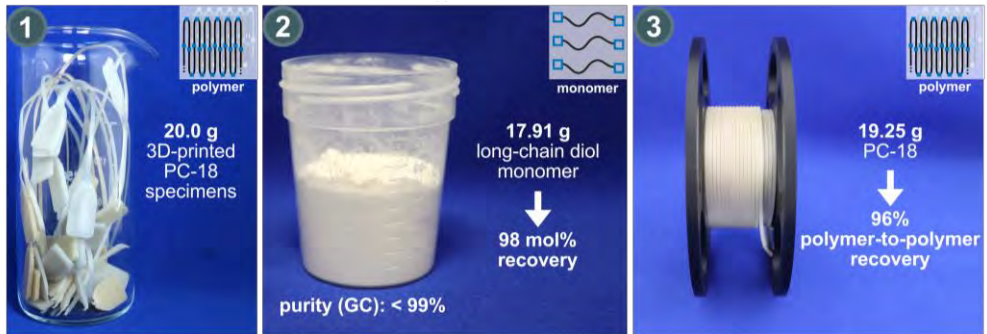 1
polymer
20.0 g
3D-printed
PC-18
specimens
2
monomer
17.91 g
long-chain diol
monomer
98 mol%
recovery
purity (GC): < 99%
3
polymer
19.25 g
PC-18
96%
polymer-to-polymer
recovery